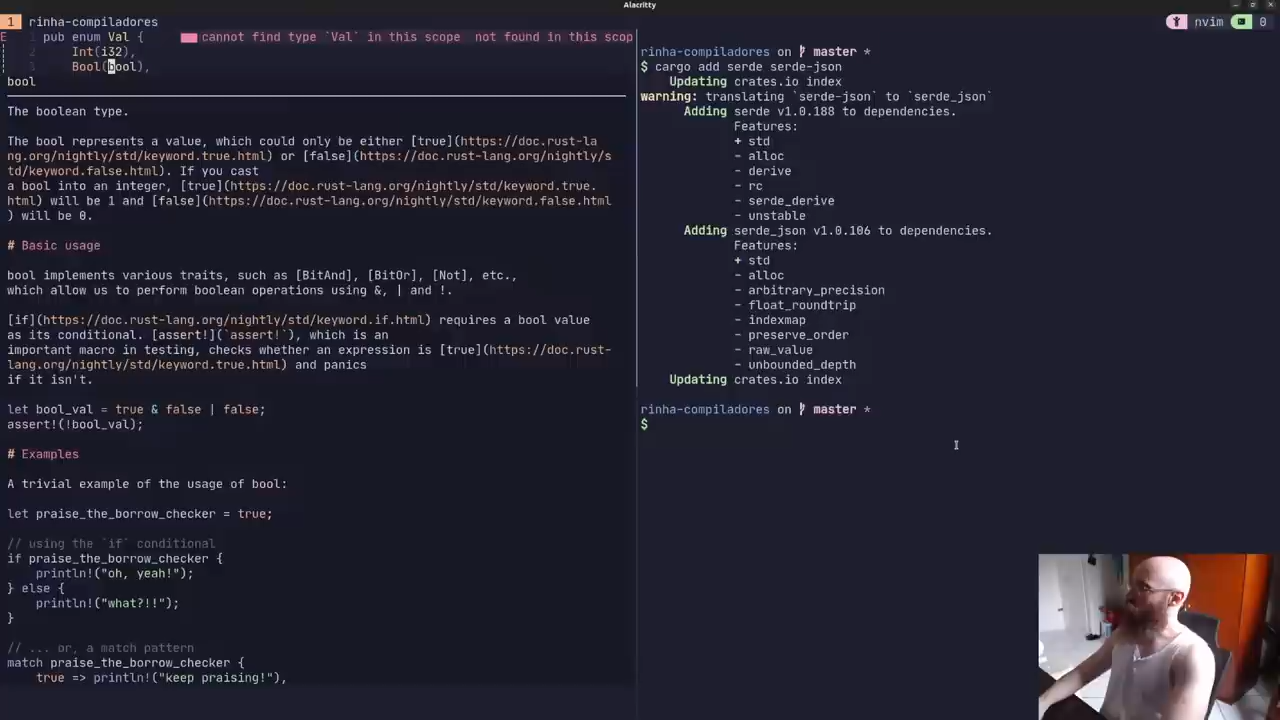 Alacritty
1 rinha-compiladores
E 1 pub enum Val { cannot find type `Val` in this scope not found in this scop
2 Int(i32),
3 Bool(bool),
bool
The boolean type.
The bool represents a value, which could only be either [true](https://doc.rust-la
ng.org/nightly/std/keyword.true.html) or [false](https://doc.rust-lang.org/nightly/s
td/keyword.false.html). If you cast
a bool into an integer, [true](https://doc.rust-lang.org/nightly/std/keyword.true.
html) will be 1 and [false](https://doc.rust-lang.org/nightly/std/keyword.false.html
) will be 0.
# Basic usage
bool implements various traits, such as [BitAnd], [BitOr], [Not], etc.,
which allow us to perform boolean operations using &, | and !.
[if](https://doc.rust-lang.org/nightly/std/keyword.if.html) requires a bool value
as its conditional. [assert!](`assert!`), which is an
important macro in testing, checks whether an expression is [true](https://doc.rust-
lang.org/nightly/std/keyword.true.html) and panics
if it isn't.
let bool_val = true & false | false;
assert!(!bool_val);
# Examples
A trivial example of the usage of bool:
let praise_the_borrow_checker = true;
// using the `if` conditional
if praise_the_borrow_checker {
println!("oh, yeah!");
} else {
println!("what?!!");
}
// ... or, a match pattern
match praise_the_borrow_checker {
true => println!("keep praising!"),
nvim 0
rinha-compiladores on master *
$ cargo add serde serde-json
Updating crates.io index
warning: translating `serde-json` to `serde_json`
Adding serde v1.0.188 to dependencies.
Features:
+ std
- alloc
- derive
- rc
- serde_derive
- unstable
Adding serde_json v1.0.106 to dependencies.
Features:
+ std
- alloc
- arbitrary_precision
- float_roundtrip
- indexmap
- preserve_order
- raw_value
- unbounded_depth
Updating crates.io index
rinha-compiladores on master *
$